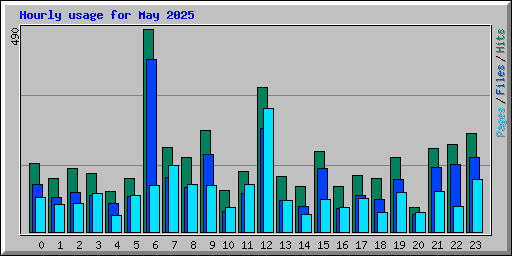 Hourly usage for May 2025
490
Pages / Files / Hits
0 1 2 3 4 5 6 7 8 9 10 11 12 13 14 15 16 17 18 19 20 21 22 23